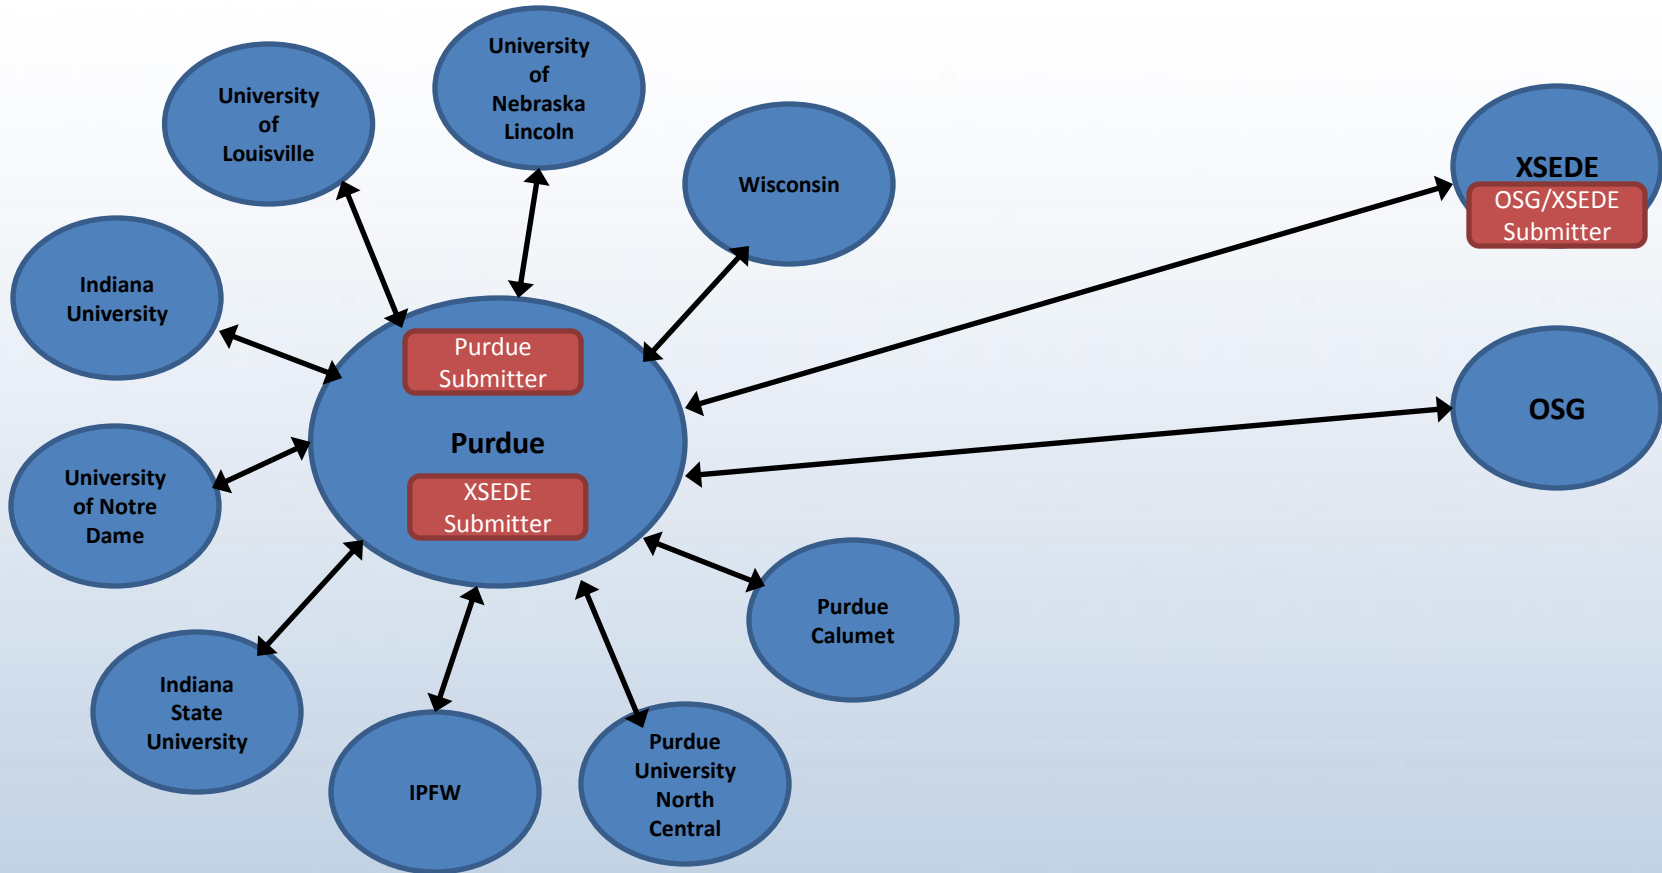 University
of
Nebraska
Lincoln
University
of
Louisville
Wisconsin
XSEDE
OSG/XSEDE
Submitter
Indiana
University
Purdue
Submitter
Purdue
XSEDE
Submitter
OSG
University
of Notre
Dame
Purdue
Calumet
Indiana
State
University
IPFW
Purdue
University
North
Central